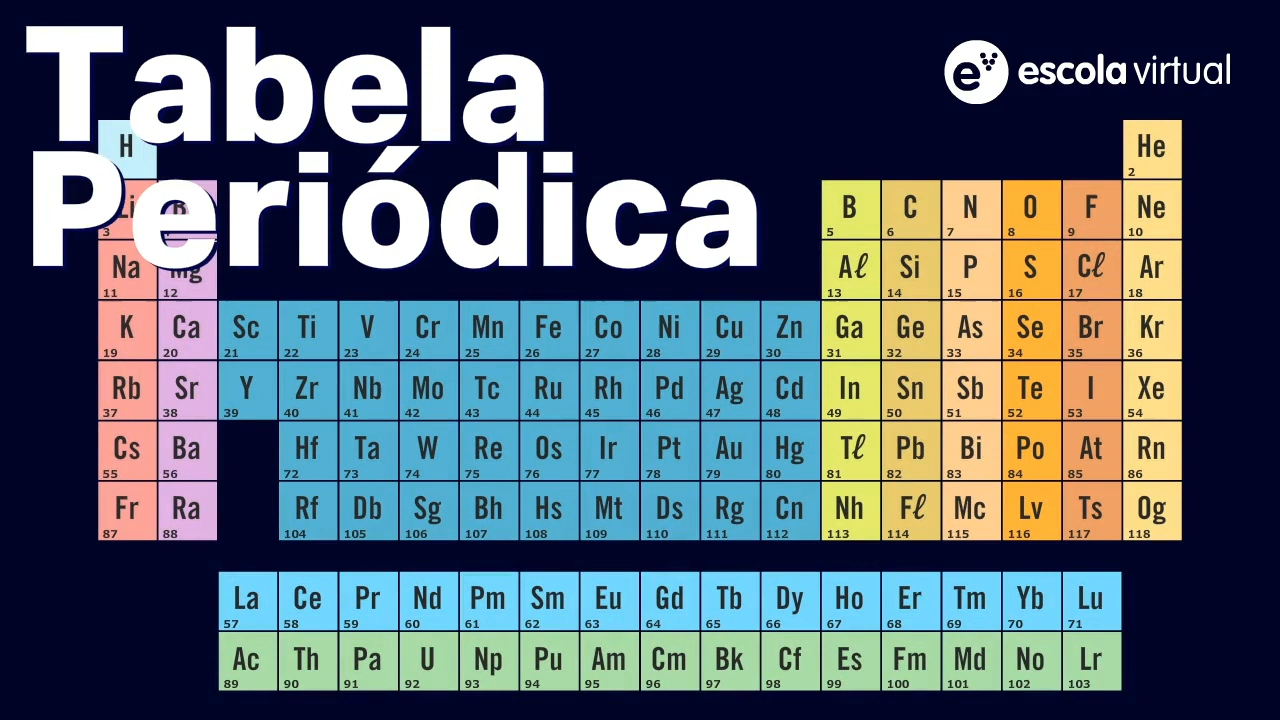 Tabela
Periódica
escola virtual
H He
2
Li B C N O F Ne
3 5 6 7 8 9 10
Na Mg Aℓ Si P S Cℓ Ar
11 12 13 14 15 16 17 18
K Ca Sc Ti V Cr Mn Fe Co Ni Cu Zn Ga Ge As Se Br Kr
19 20 21 22 23 24 25 26 27 28 29 30 31 32 33 34 35 36
Rb Sr Y Zr Nb Mo Tc Ru Rh Pd Ag Cd In Sn Sb Te I Xe
37 38 39 40 41 42 43 44 45 46 47 48 49 50 51 52 53 54
Cs Ba Hf Ta W Re Os Ir Pt Au Hg Tℓ Pb Bi Po At Rn
55 56 72 73 74 75 76 77 78 79 80 81 82 83 84 85 86
Fr Ra Rf Db Sg Bh Hs Mt Ds Rg Cn Nh Fℓ Mc Lv Ts Og
87 88 104 105 106 107 108 109 110 111 112 113 114 115 116 117 118
La Ce Pr Nd Pm Sm Eu Gd Tb Dy Ho Er Tm Yb Lu
57 58 59 60 61 62 63 64 65 66 67 68 69 70 71
Ac Th Pa U Np Pu Am Cm Bk Cf Es Fm Md No Lr
89 90 91 92 93 94 95 96 97 98 99 100 101 102 103